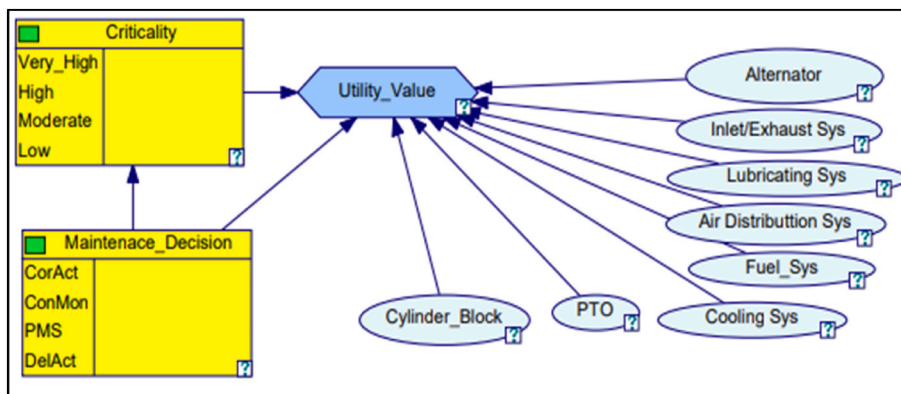 Criticality
Very_High
High
Moderate
Low
?
Utility_Value
?
Alternator
?
Inlet/Exhaust Sys
?
Lubricating Sys
?
Air Distributtion Sys
?
Fuel_Sys
?
Cooling Sys
?
PTO
?
Cylinder_Block
?
Maintenace_Decision
CorAct
ConMon
PMS
DelAct
?